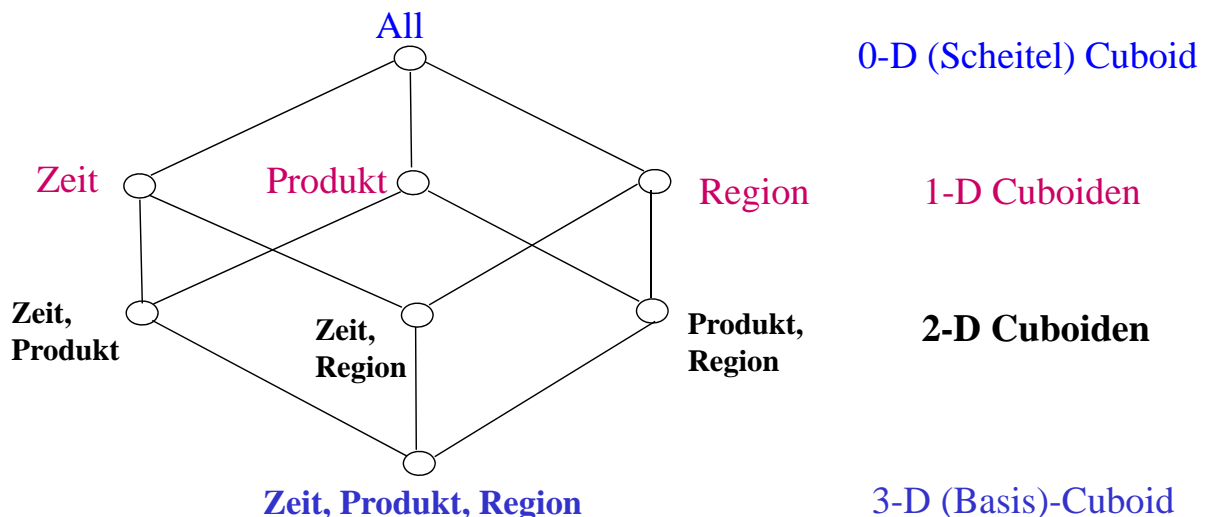 All
0-D (Scheitel) Cuboid
Zeit
Produkt
Region
1-D Cuboiden
Zeit,
Produkt
Zeit,
Region
Produkt,
Region
2-D Cuboiden
Zeit, Produkt, Region
3-D (Basis)-Cuboid